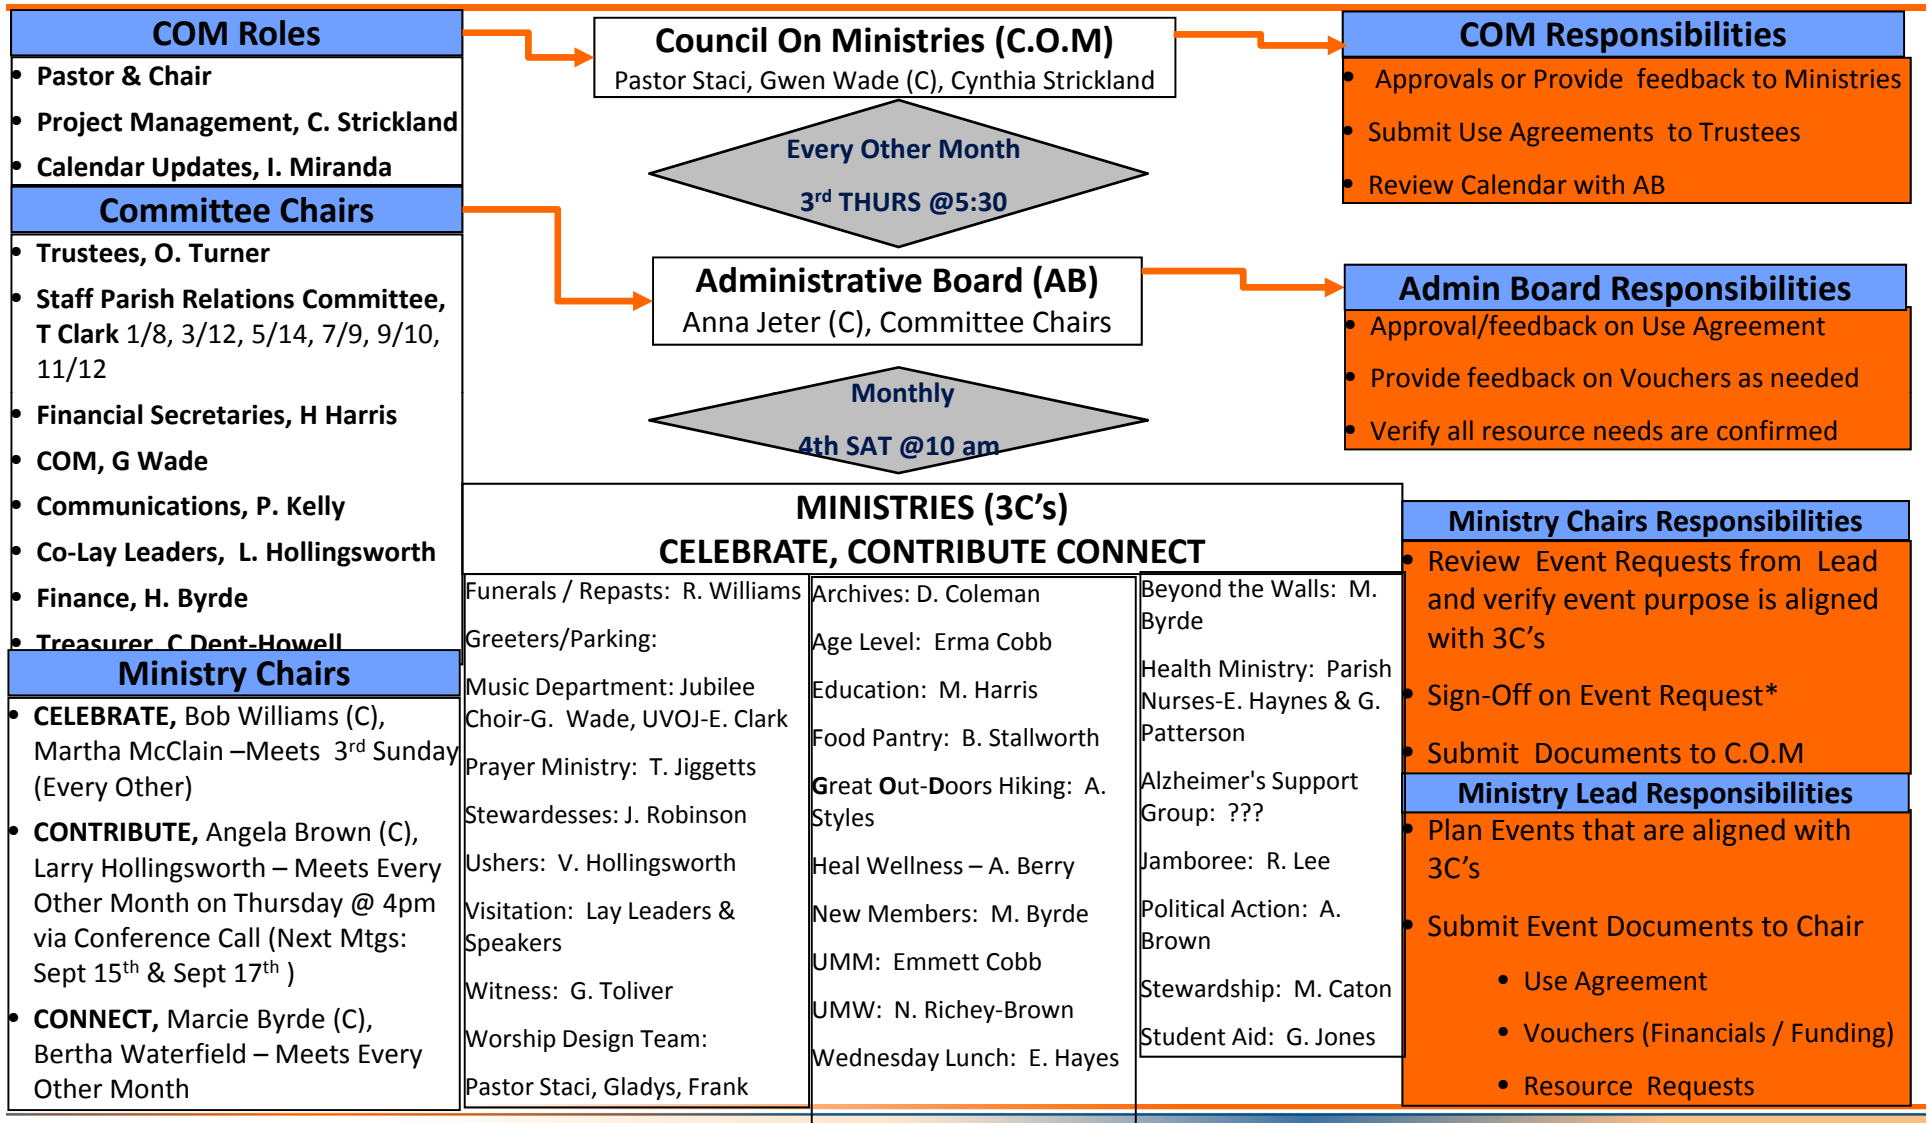 COM Roles
• Pastor & Chair
• Project Management, C. Strickland
• Calendar Updates, I. Miranda
Committee Chairs
• Trustees, O. Turner
• Staff Parish Relations Committee,
T Clark 1/8, 3/12, 5/14, 7/9, 9/10,
11/12
• Financial Secretaries, H Harris
• COM, G Wade
• Communications, P. Kelly
• Co-Lay Leaders, L. Hollingsworth
• Finance, H. Byrde
• Treasurer, C Dent-Howell
Ministry Chairs
• CELEBRATE, Bob Williams (C),
Martha McClain –Meets 3rd Sunday
(Every Other)
• CONTRIBUTE, Angela Brown (C),
Larry Hollingsworth – Meets Every
Other Month on Thursday @ 4pm
via Conference Call (Next Mtgs:
Sept 15th & Sept 17th )
• CONNECT, Marcie Byrde (C),
Bertha Waterfield – Meets Every
Other Month
Council On Ministries (C.O.M)
Pastor Staci, Gwen Wade (C), Cynthia Strickland
Every Other Month
3rd THURS @5:30
Administrative Board (AB)
Anna Jeter (C), Committee Chairs
Monthly
4th SAT @10 am
MINISTRIES (3C’s)
CELEBRATE, CONTRIBUTE CONNECT
Funerals / Repasts: R. Williams
Greeters/Parking:
Music Department: Jubilee
Choir-G. Wade, UVOJ-E. Clark
Prayer Ministry: T. Jiggetts
Stewardesses: J. Robinson
Ushers: V. Hollingsworth
Visitation: Lay Leaders &
Speakers
Witness: G. Toliver
Worship Design Team:
Pastor Staci, Gladys, Frank
Archives: D. Coleman
Age Level: Erma Cobb
Education: M. Harris
Food Pantry: B. Stallworth
Great Out-Doors Hiking: A.
Styles
Heal Wellness – A. Berry
New Members: M. Byrde
UMM: Emmett Cobb
UMW: N. Richey-Brown
Wednesday Lunch: E. Hayes
Beyond the Walls: M.
Byrde
Health Ministry: Parish
Nurses-E. Haynes & G.
Patterson
Alzheimer's Support
Group: ???
Jamboree: R. Lee
Political Action: A.
Brown
Stewardship: M. Caton
Student Aid: G. Jones
COM Responsibilities
• Approvals or Provide feedback to Ministries
• Submit Use Agreements to Trustees
• Review Calendar with AB
Admin Board Responsibilities
• Approval/feedback on Use Agreement
• Provide feedback on Vouchers as needed
• Verify all resource needs are confirmed
Ministry Chairs Responsibilities
• Review Event Requests from Lead
and verify event purpose is aligned
with 3C’s
• Sign-Off on Event Request*
• Submit Documents to C.O.M
Ministry Lead Responsibilities
• Plan Events that are aligned with
3C’s
• Submit Event Documents to Chair
• Use Agreement
• Vouchers (Financials / Funding)
• Resource Requests